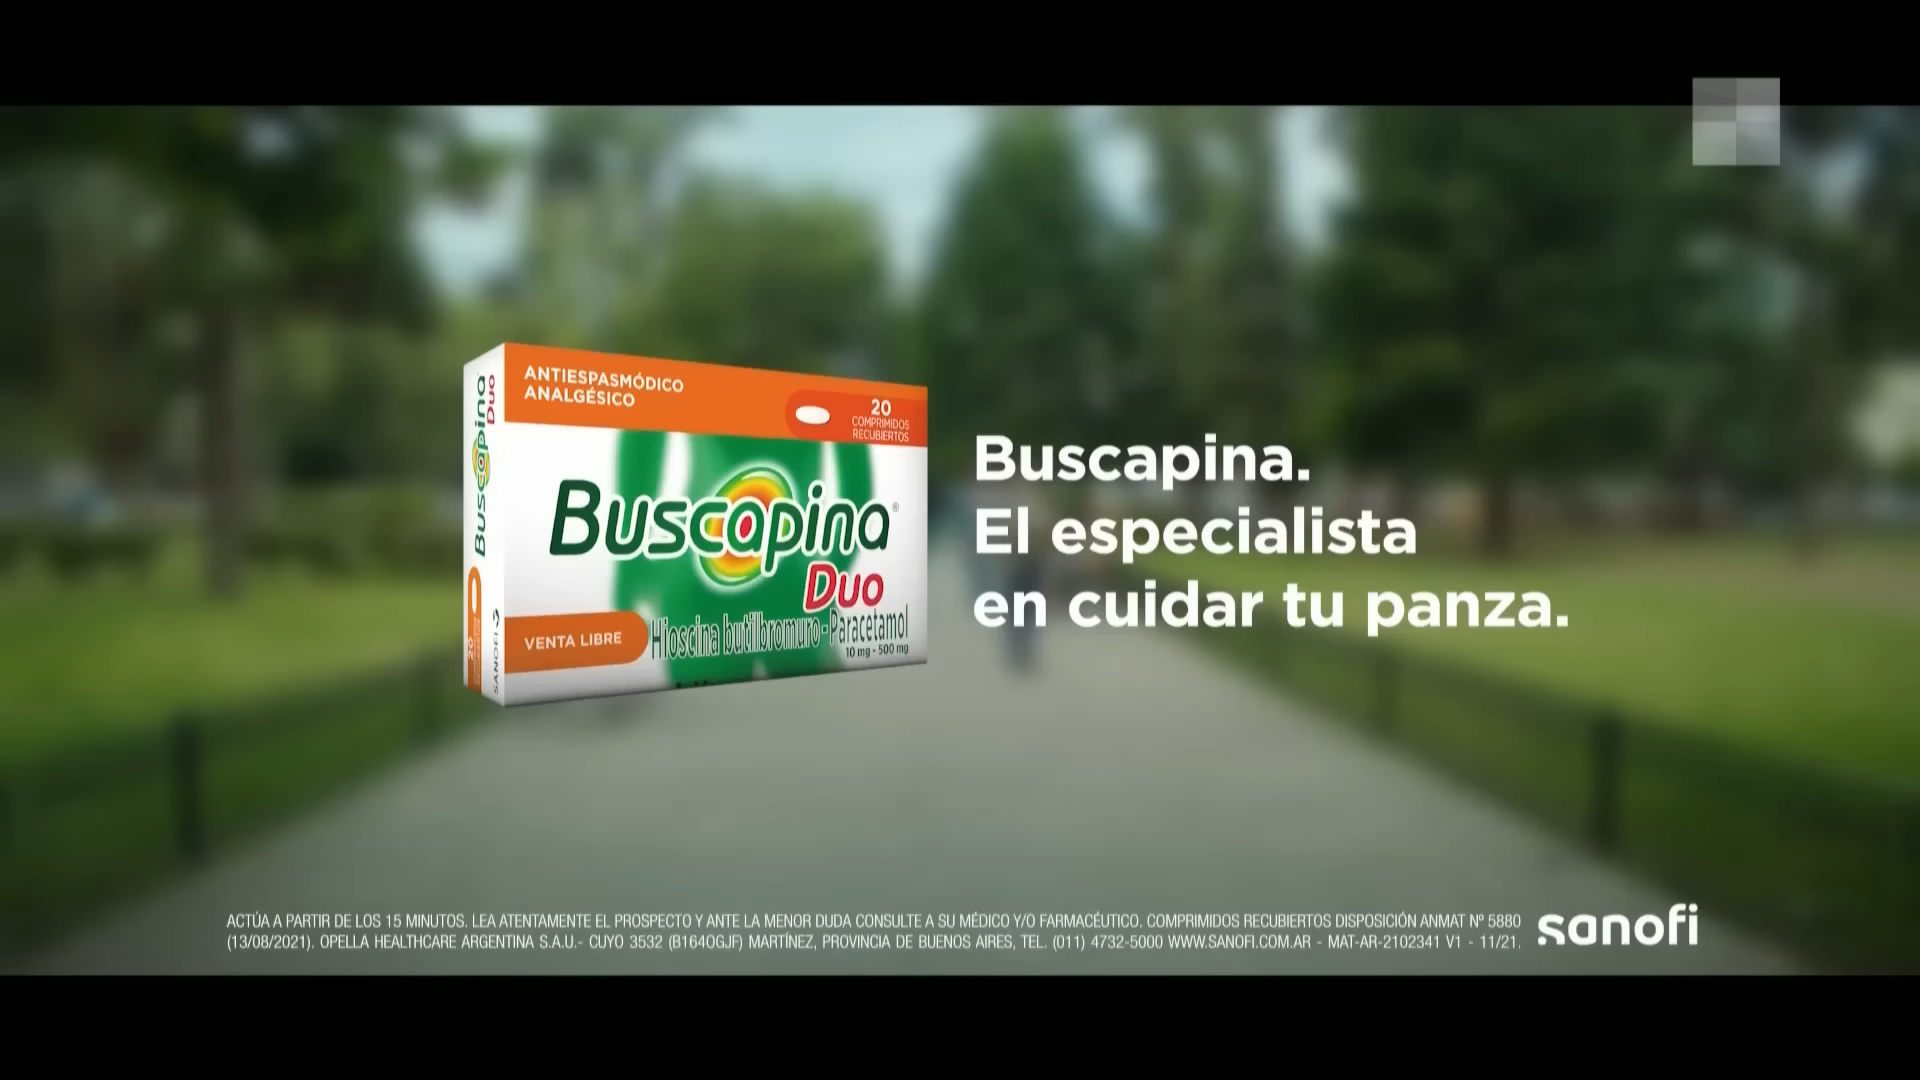 ANTIESPASMÓDICO
ANALGÉSICO
20
COMPRIMIDOS
RECUBIERTOS
Buscapina®
Duo
VENTA LIBRE
Hioscina butilbromuro - Paracetamol
10 mg - 500 mg
Buscapina
Duo
20
SANOFI
Buscapina.
El especialista
en cuidar tu panza.
ACTÚA A PARTIR DE LOS 15 MINUTOS. LEA ATENTAMENTE EL PROSPECTO Y ANTE LA MENOR DUDA CONSULTE A SU MÉDICO Y/O FARMACÉUTICO. COMPRIMIDOS RECUBIERTOS DISPOSICIÓN ANMAT Nº 5880
(13/08/2021). OPELLA HEALTHCARE ARGENTINA S.A.U.- CUYO 3532 (B1640GJF) MARTÍNEZ, PROVINCIA DE BUENOS AIRES, TEL. (011) 4732-5000 WWW.SANOFI.COM.AR - MAT-AR-2102341 V1 - 11/21.
sanofi